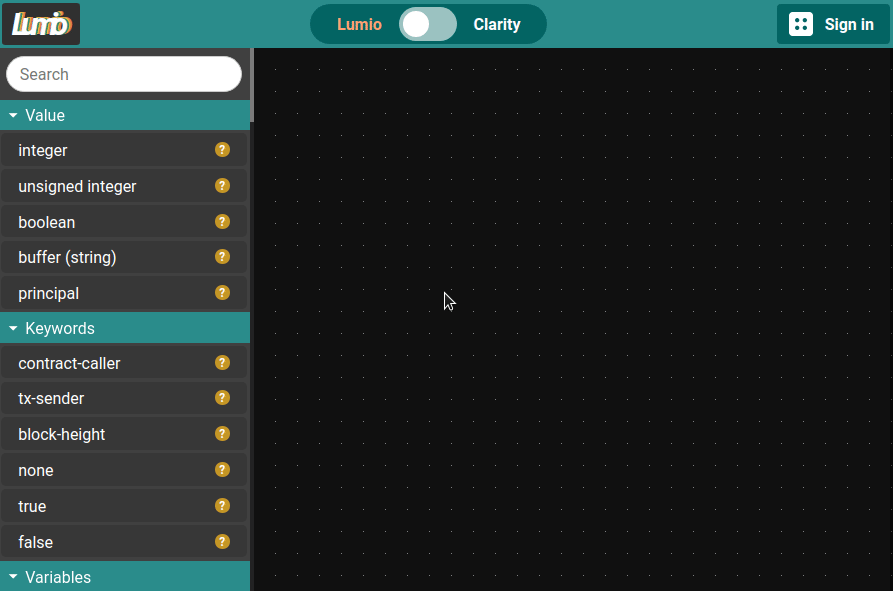 Lumio
Lumio
Clarity
Sign in
Search
Value
integer
?
unsigned integer
?
boolean
?
buffer (string)
?
principal
?
Keywords
contract-caller
?
tx-sender
?
block-height
?
none
?
true
?
false
?
Variables